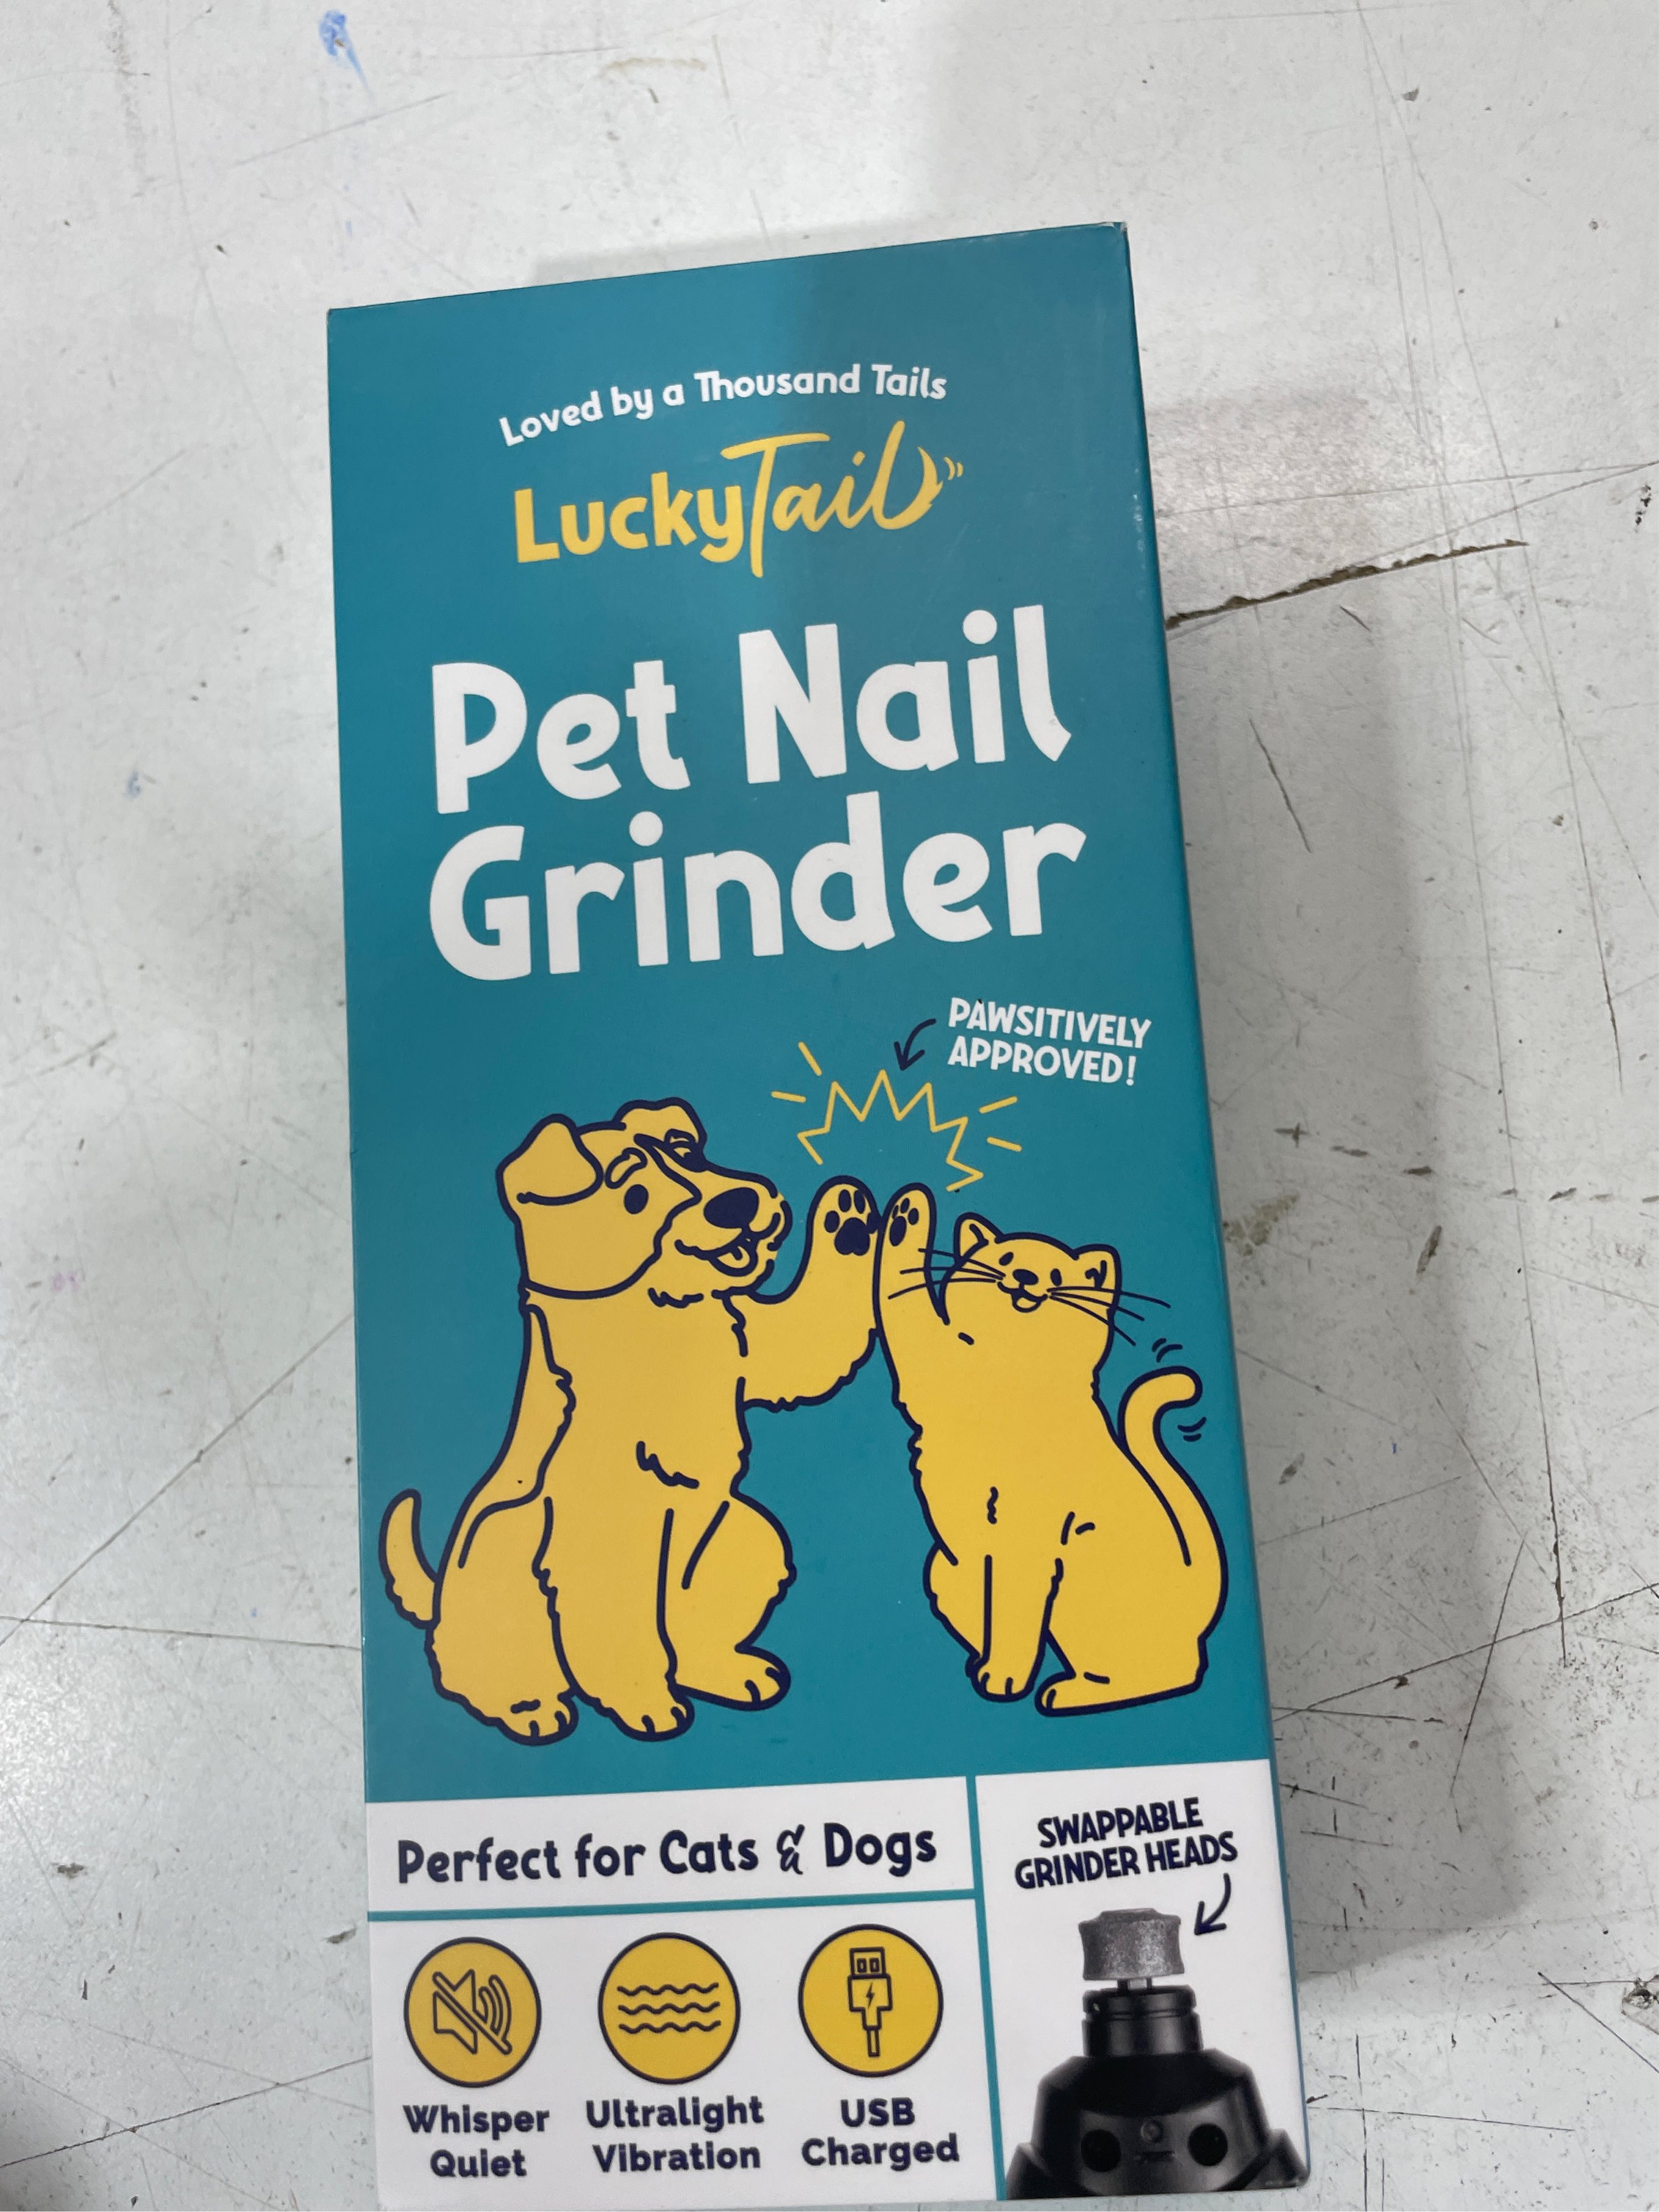 Loved by a Thousand Tails
LuckyTail
Pet Nail
Grinder
PAWSITIVELY
APPROVED!
Perfect for Cats & Dogs
SWAPPABLE
GRINDER HEADS
Whisper
Quiet
Ultralight
Vibration
USB
Charged